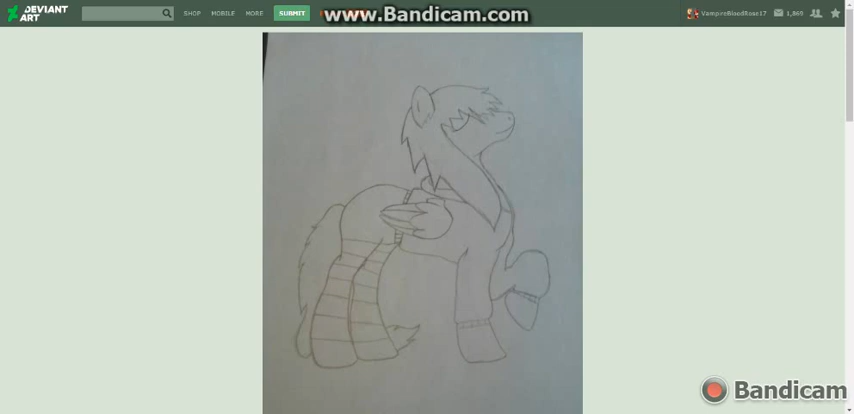 DEVIANT
ART
SHOP MOBILE MORE SUBMIT
www.Bandicam.com
VampireBloodRose17 1,869
Bandicam